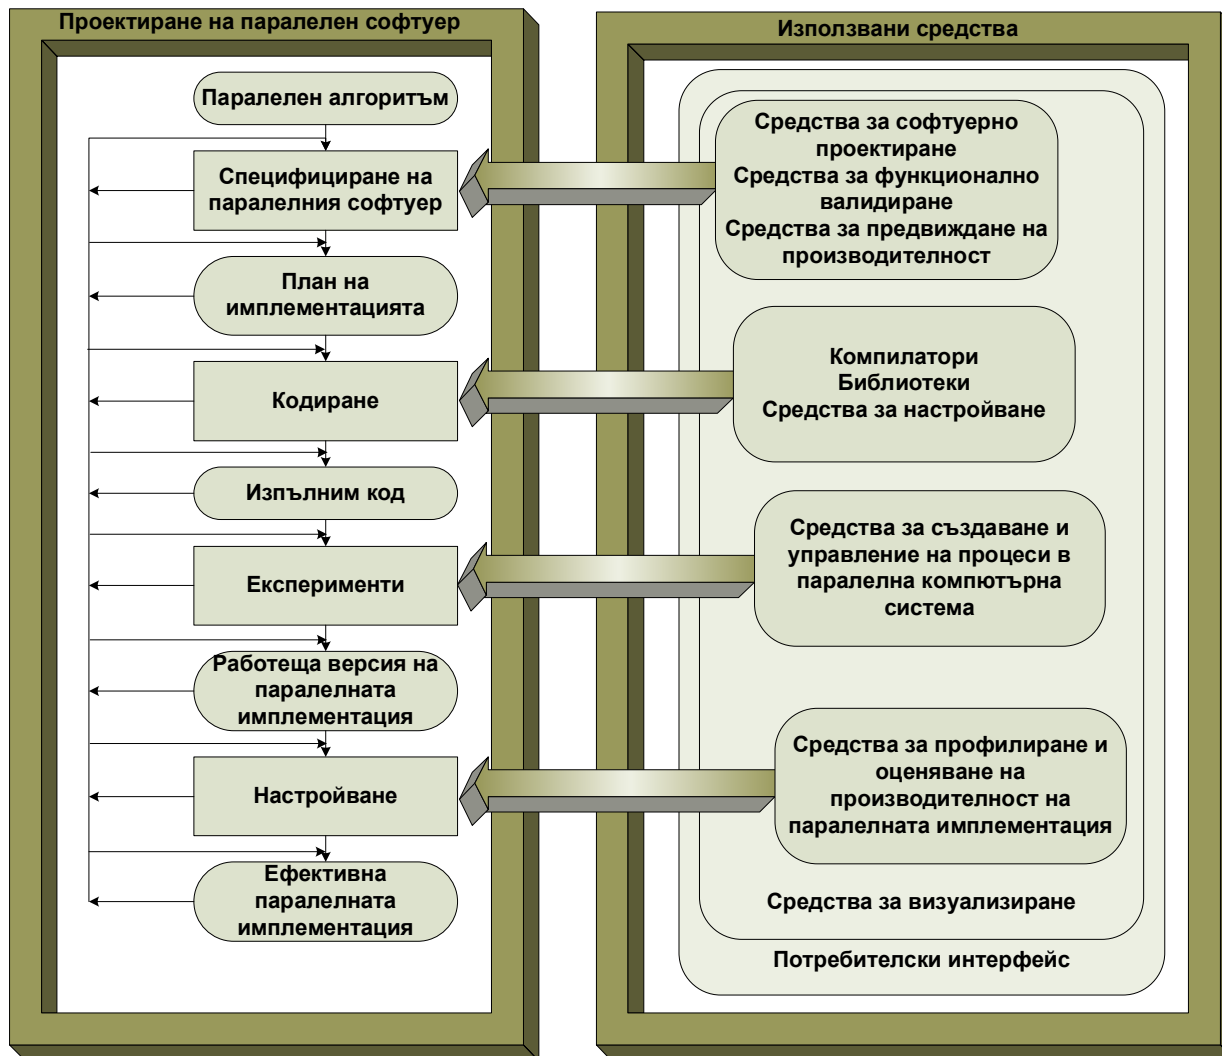 Проектиране на паралелен софтуер
Паралелен алгоритъм
Специфициране на
паралелния софтуер
План на
имплементацията
Кодиране
Изпълним код
Експерименти
Работеща версия на
паралелната
имплементация
Настройване
Ефективна
паралелната
имплементация
Използвани средства
Средства за софтуерно
проектиране
Средства за функционално
валидиране
Средства за предвиждане на
производителност
Компилатори
Библиотеки
Средства за настройване
Средства за създаване и
управление на процеси в
паралелна компютърна
система
Средства за профилиране и
оценяване на
производителност на
паралелната имплементация
Средства за визуализиране
Потребителски интерфейс